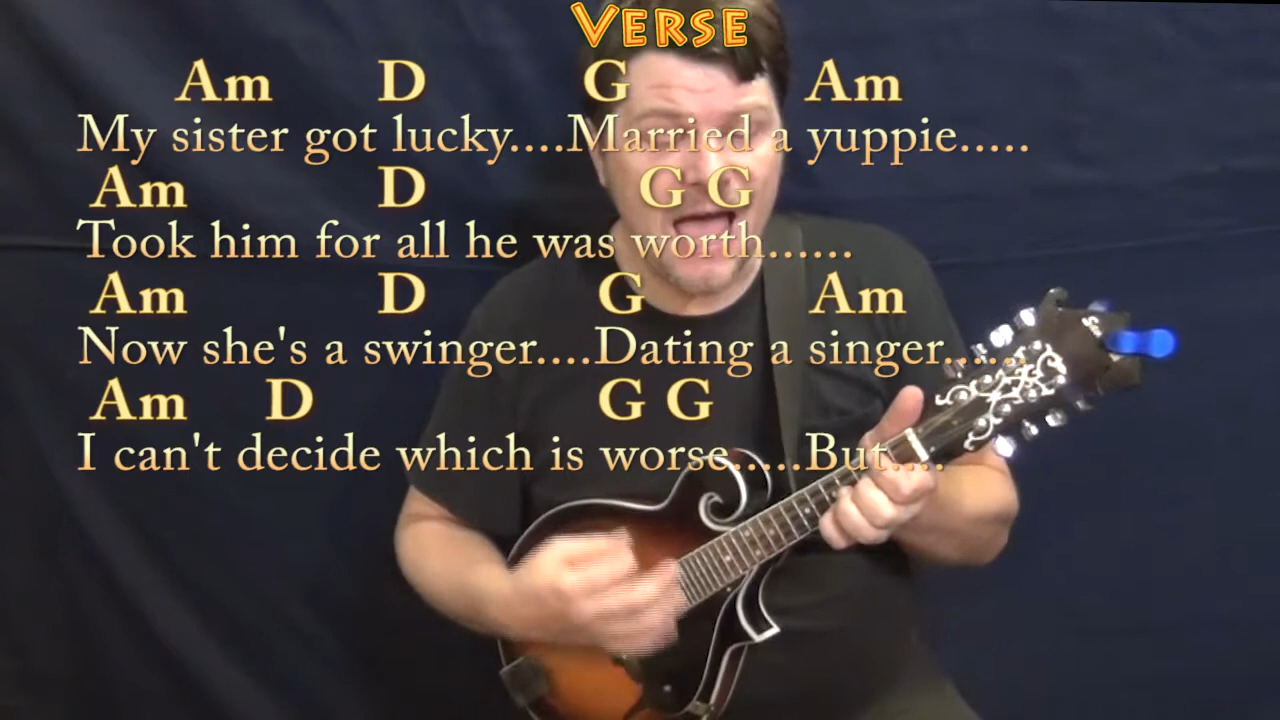 VERSE
Am D G Am
My sister got lucky....Married a yuppie.....
Am D G G
Took him for all he was worth......
Am D G Am
Now she's a swinger....Dating a singer......
Am D G G
I can't decide which is worse.....But....